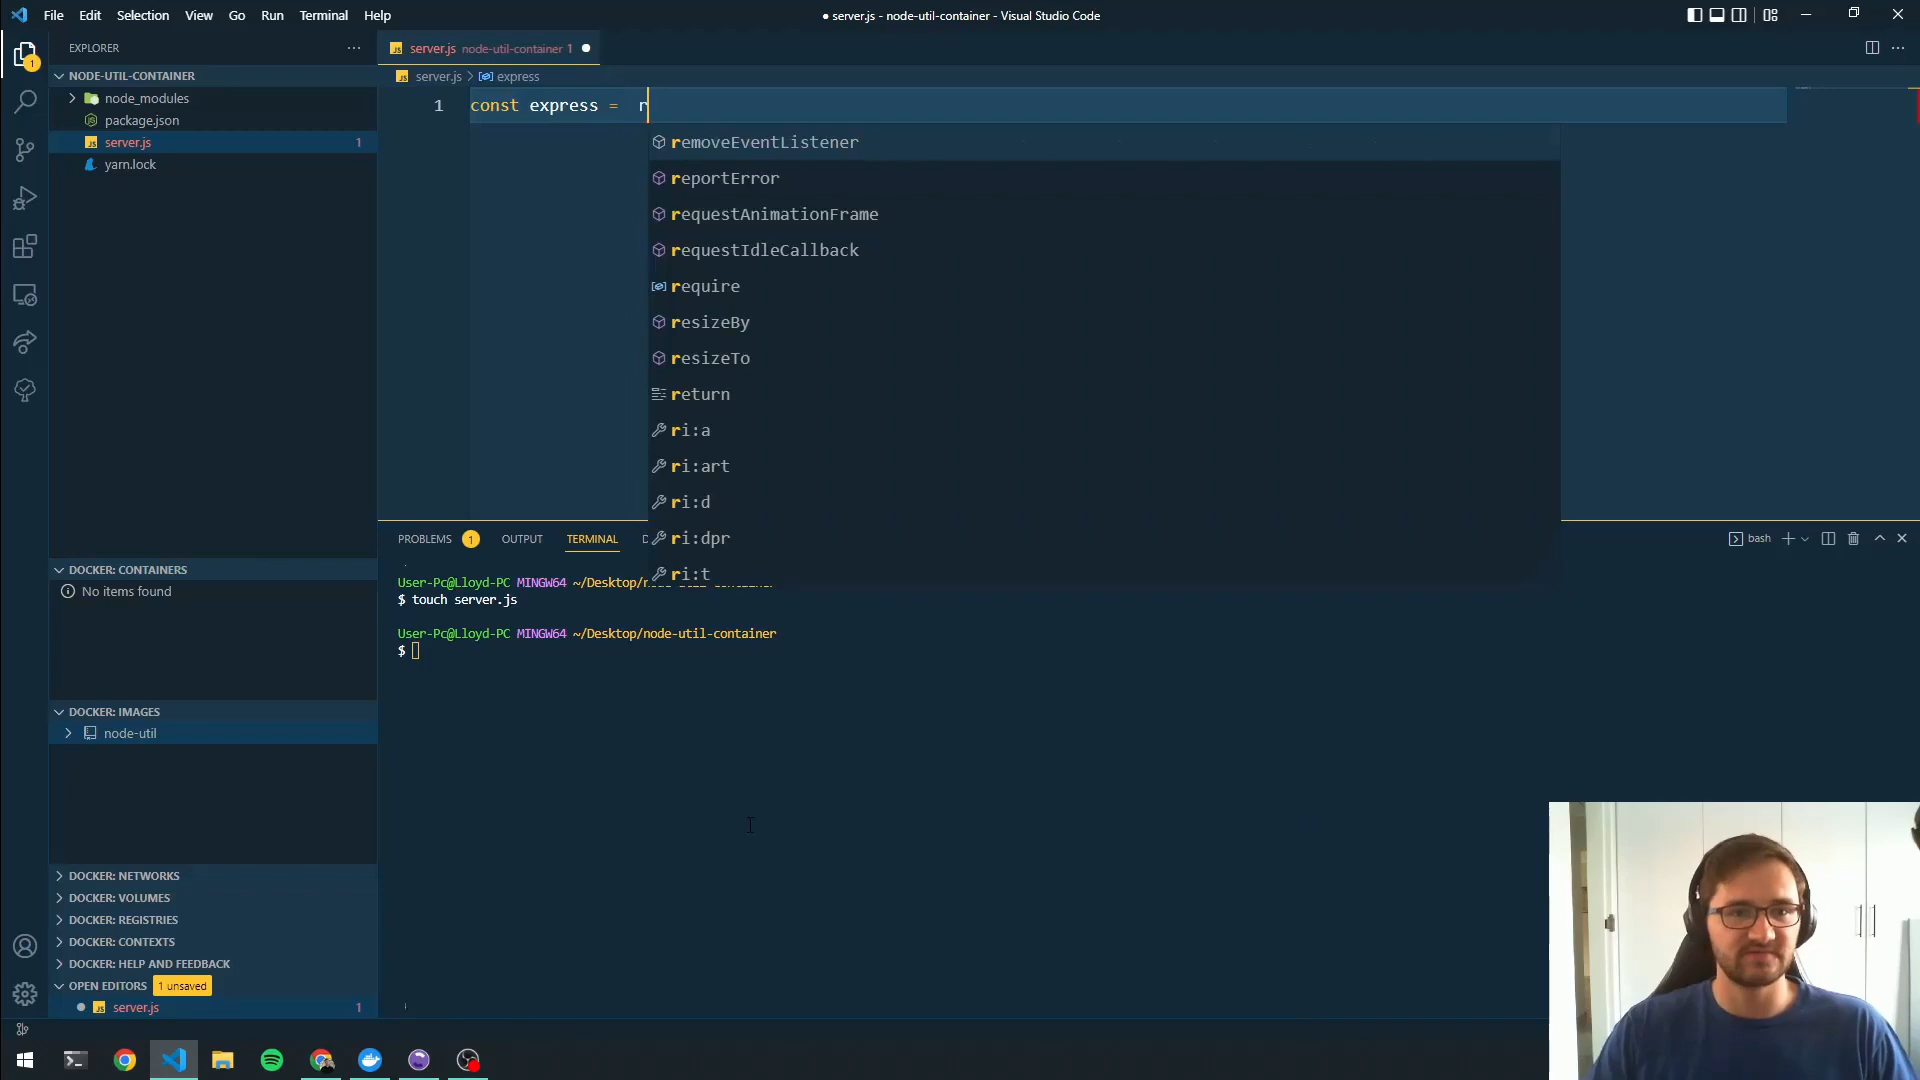 File Edit Selection View Go Run Terminal Help
● server.js - node-util-container - Visual Studio Code
EXPLORER
NODE-UTIL-CONTAINER
node_modules
package.json
server.js 1
yarn.lock
DOCKER: CONTAINERS
No items found
DOCKER: IMAGES
node-util
DOCKER: NETWORKS
DOCKER: VOLUMES
DOCKER: REGISTRIES
DOCKER: CONTEXTS
DOCKER: HELP AND FEEDBACK
OPEN EDITORS 1 unsaved
server.js 1
1
server.js node-util-container 1
server.js > express
1 const express =  r
removeEventListener
reportError
requestAnimationFrame
requestIdleCallback
require
resizeBy
resizeTo
return
ri:a
ri:art
ri:d
ri:dpr
ri:t
PROBLEMS 1 OUTPUT TERMINAL
bash
User-Pc@Lloyd-PC MINGW64 ~/Desktop/
$ touch server.js
User-Pc@Lloyd-PC MINGW64 ~/Desktop/node-util-container
$